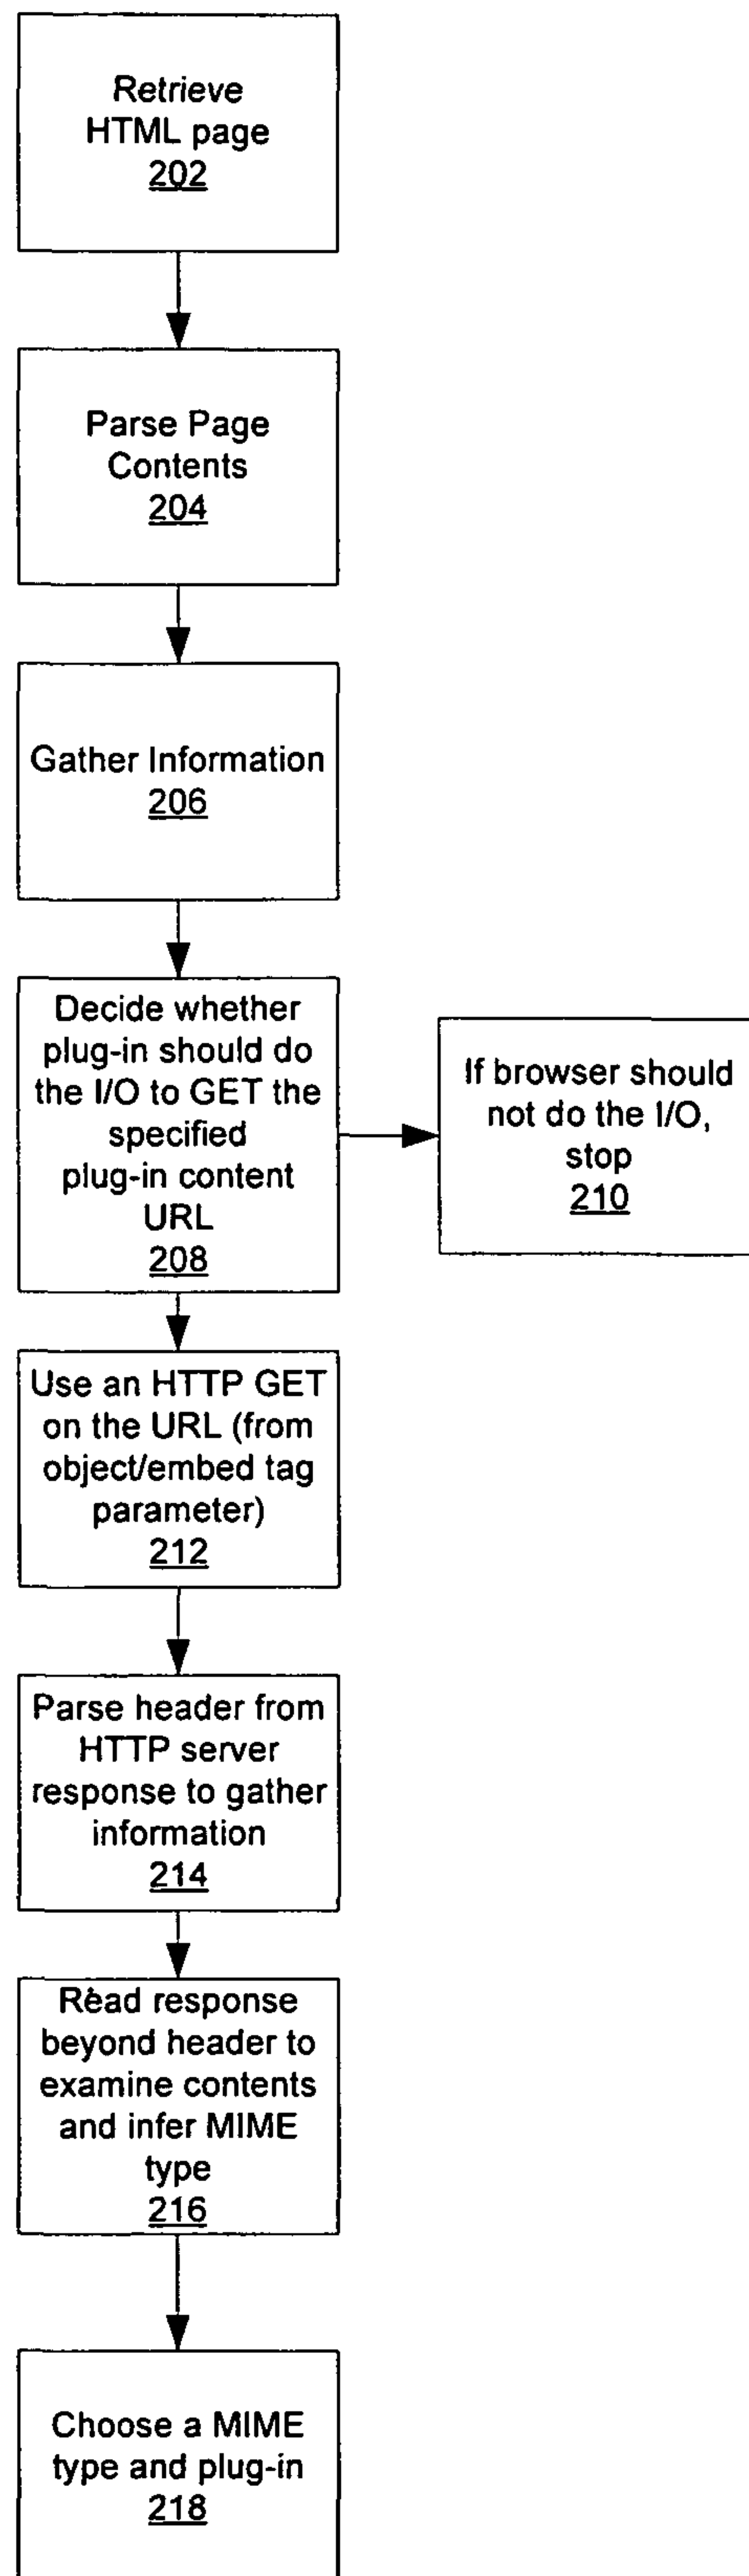 Retrieve
HTML page
202
Parse Page
Contents
204
Gather Information
206
Decide whether
plug-in should do
the I/O to GET the
specified
plug-in content
URL
208
If browser should
not do the I/O,
stop
210
Use an HTTP GET
on the URL (from
object/embed tag
parameter)
212
Parse header from
HTTP server
response to gather
information
214
Read response
beyond header to
examine contents
and infer MIME
type
216
Choose a MIME
type and plug-in
218